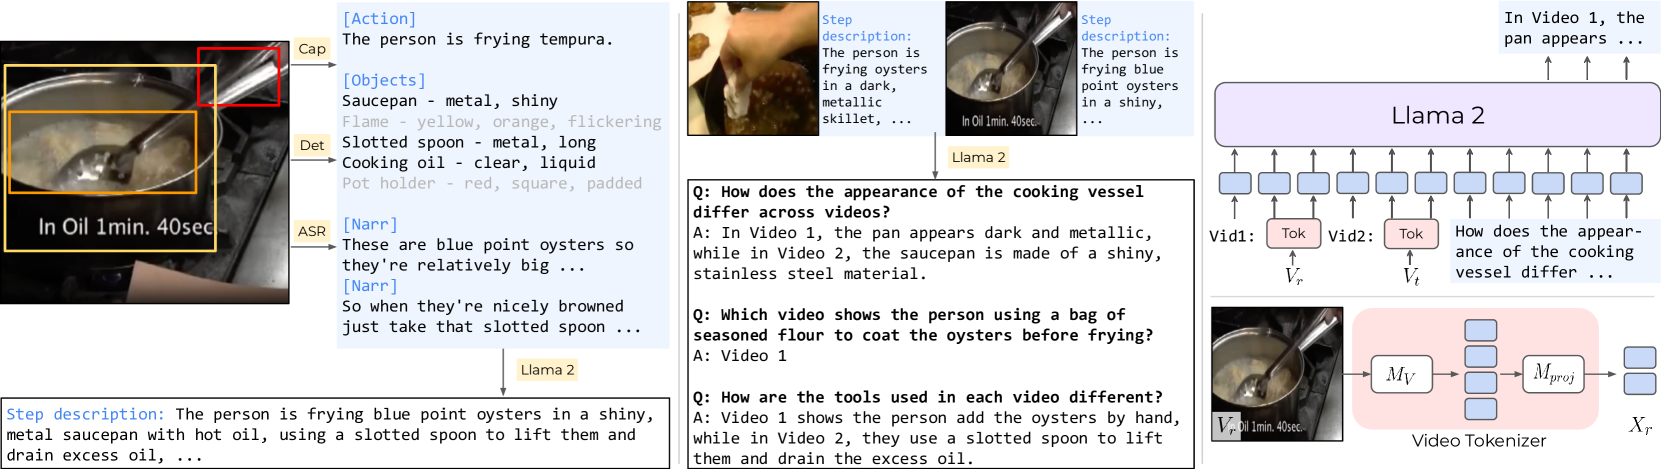 [Action]
The person is frying tempura.
Cap
[Objects]
Saucepan - metal, shiny
Flame - yellow, orange, flickering
Slotted spoon - metal, long
Det
Cooking oil - clear, liquid
Pot holder - red, square, padded
In Oil 1min. 40sec
ASR
[Narr]
These are blue point oysters so
they're relatively big ...
[Narr]
So when they're nicely browned
just take that slotted spoon ...
Llama 2
Step description: The person is frying blue point oysters in a shiny,
metal saucepan with hot oil, using a slotted spoon to lift them and
drain excess oil, ...
Step
description:
The person is
frying oysters
in a dark,
metallic
skillet, ...
In Oil 1min. 40sec.
Step
description:
The person is
frying blue
point oysters
in a shiny,
...
Llama 2
Q: How does the appearance of the cooking vessel
differ across videos?
A: In Video 1, the pan appears dark and metallic,
while in Video 2, the saucepan is made of a shiny,
stainless steel material.
Q: Which video shows the person using a bag of
seasoned flour to coat the oysters before frying?
A: Video 1
Q: How are the tools used in each video different?
A: Video 1 shows the person add the oysters by hand,
while in Video 2, they use a slotted spoon to lift
them and drain the excess oil.
In Video 1, the
pan appears ...
Llama 2
Vid1: Tok Vid2: Tok
V_r V_t
How does the appear-
ance of the cooking
vessel differ ...
V_r
Oil 1min. 40sec.
M_V M_proj
Video Tokenizer
X_r